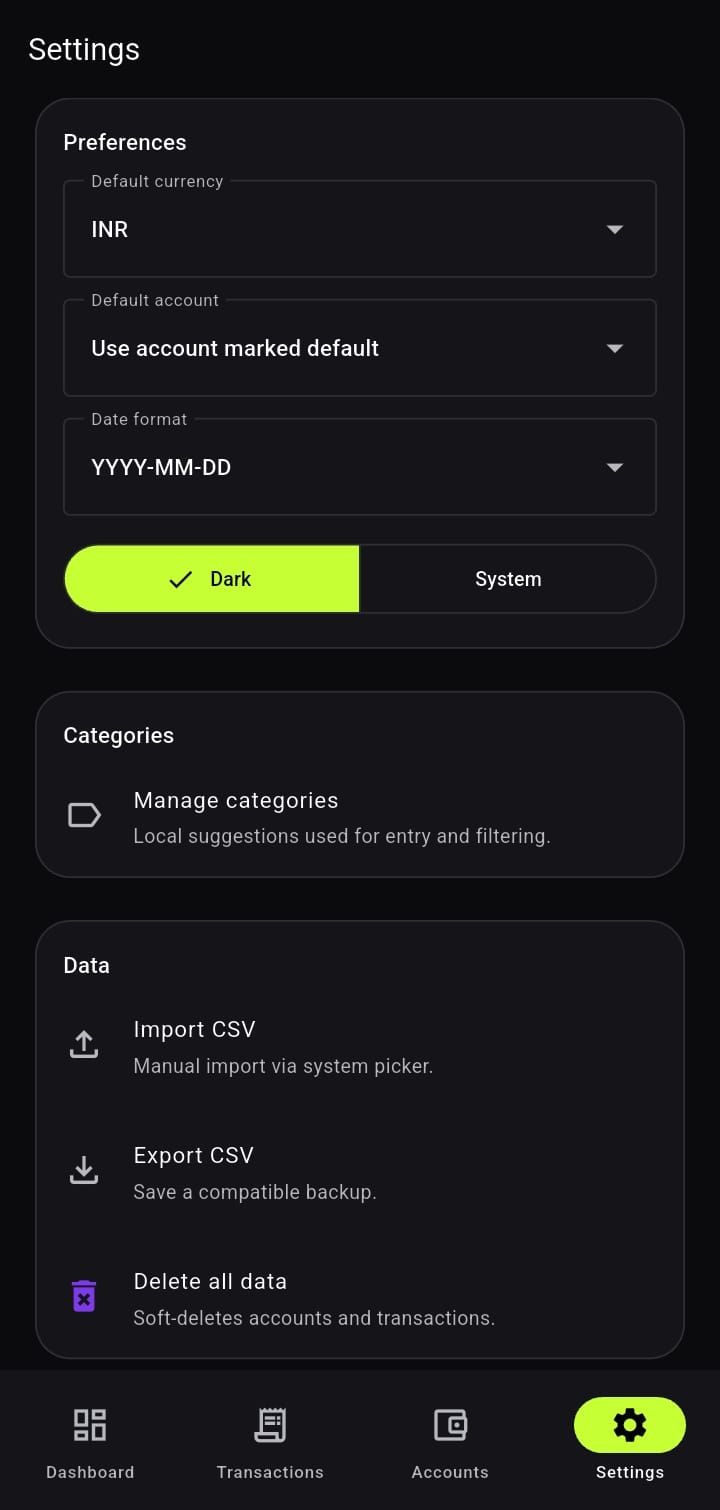 Settings
Preferences
Default currency
INR
Default account
Use account marked default
Date format
YYYY-MM-DD
Dark
System
Categories
Manage categories
Local suggestions used for entry and filtering.
Data
Import CSV
Manual import via system picker.
Export CSV
Save a compatible backup.
Delete all data
Soft-deletes accounts and transactions.
Dashboard
Transactions
Accounts
Settings